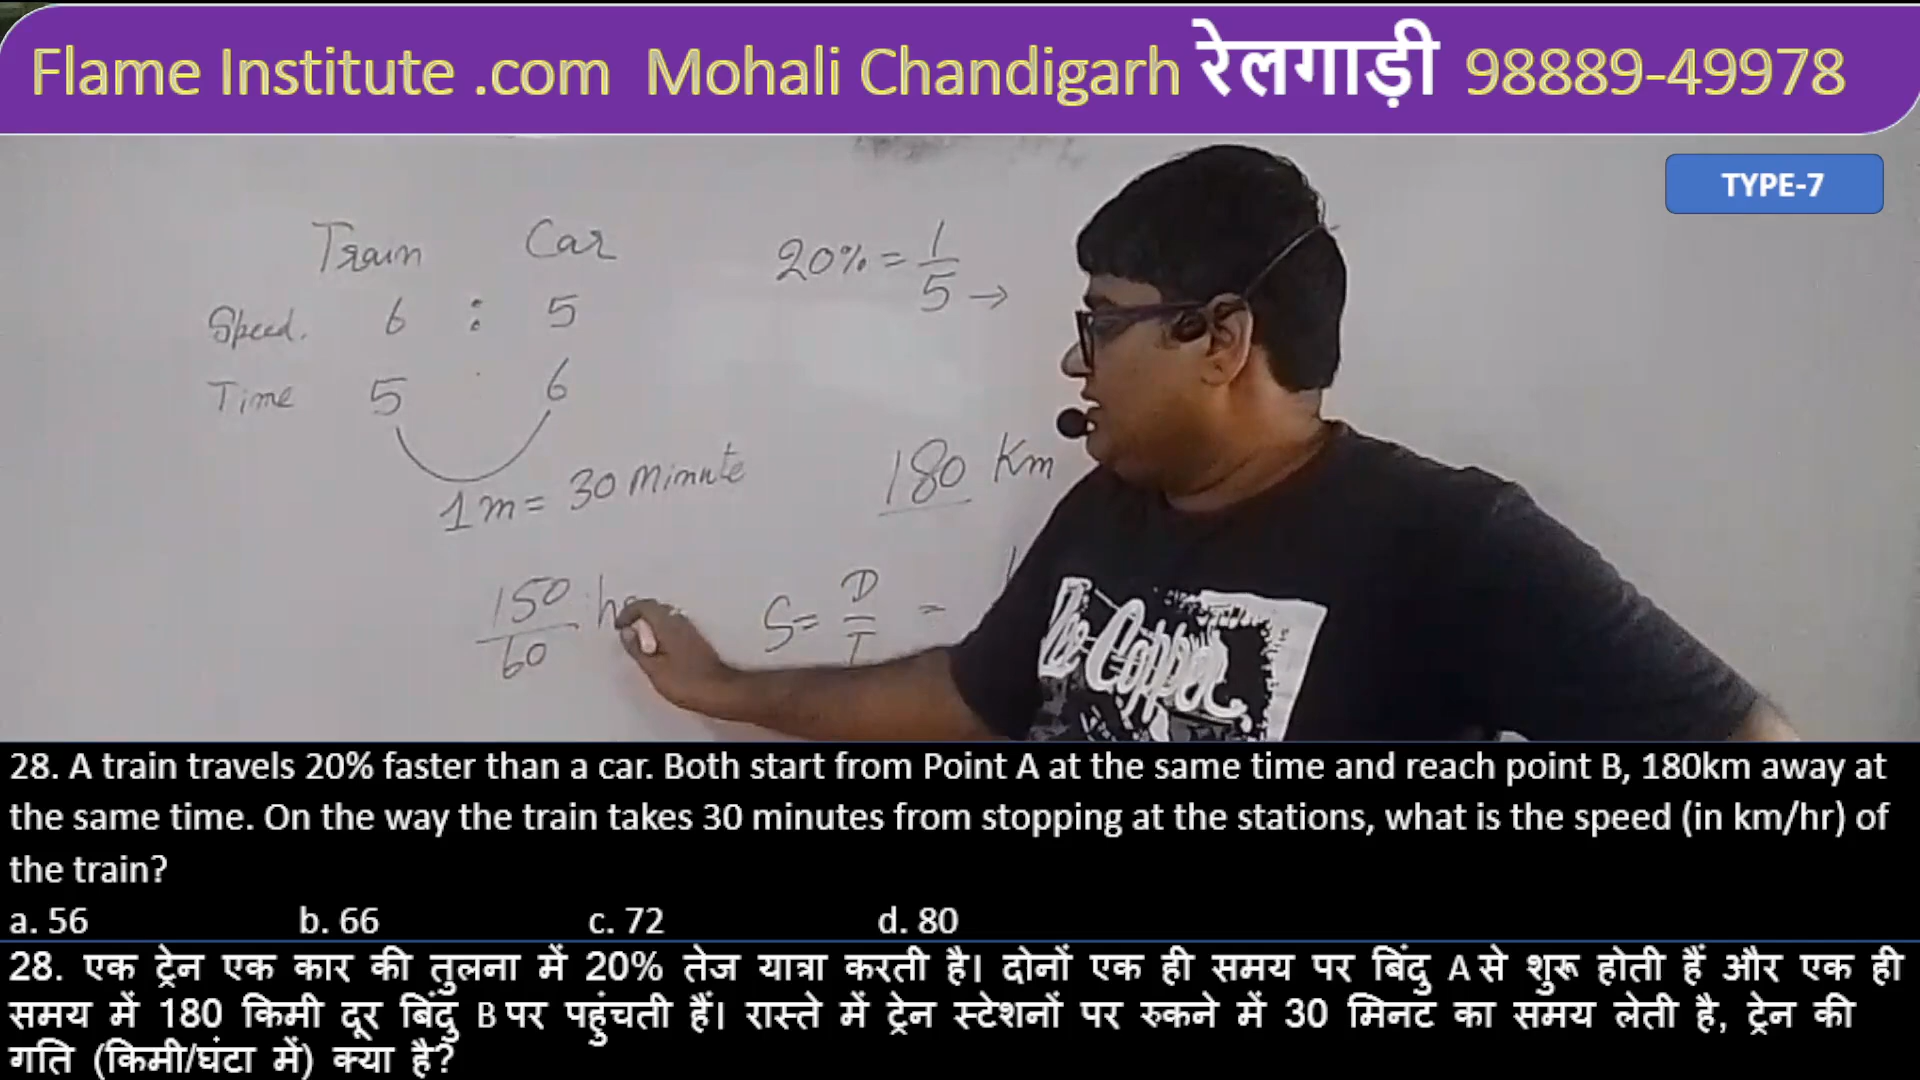 Flame Institute .com Mohali Chandigarh रेलगाड़ी 98889-49978
TYPE-7
Train Car
20% = 1/5 →
Speed. 6 : 5
Time 5 6
1 m = 30 Minute
180 Km
150/60
S = D/T =
28. A train travels 20% faster than a car. Both start from Point A at the same time and reach point B, 180km away at
the same time. On the way the train takes 30 minutes from stopping at the stations, what is the speed (in km/hr) of
the train?
a. 56 b. 66 c. 72 d. 80
28. एक ट्रेन एक कार की तुलना में 20% तेज यात्रा करती है। दोनों एक ही समय पर बिंदु A से शुरू होती हैं और एक ही
समय में 180 किमी दूर बिंदु B पर पहुंचती हैं। रास्ते में ट्रेन स्टेशनों पर रुकने में 30 मिनट का समय लेती है, ट्रेन की
गति (किमी/घंटा में) क्या है?